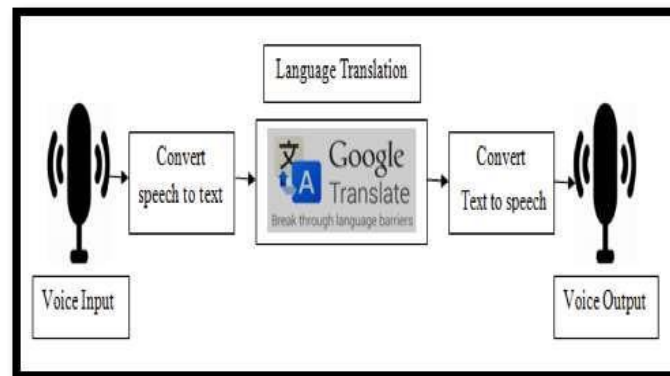 Language Translation
Convert
speech to text
文
A
Google
Translate
Break through language barriers
Convert
Text to speech
Voice Input
Voice Output